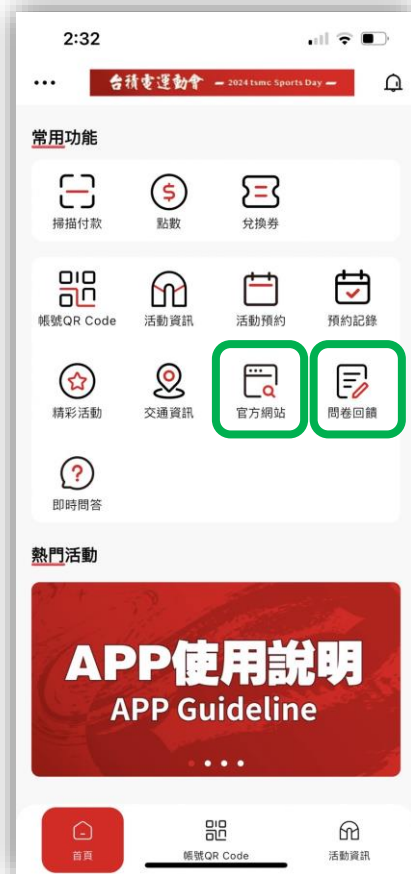 2:32
台積電運動會 — 2024 tsmc Sports Day —
常用功能
掃描付款 點數 兌換券
帳號QR Code 活動資訊 活動預約 預約記錄
精彩活動 交通資訊 官方網站 問卷回饋
即時問答
熱門活動
APP使用說明
APP Guideline
首頁 帳號QR Code 活動資訊